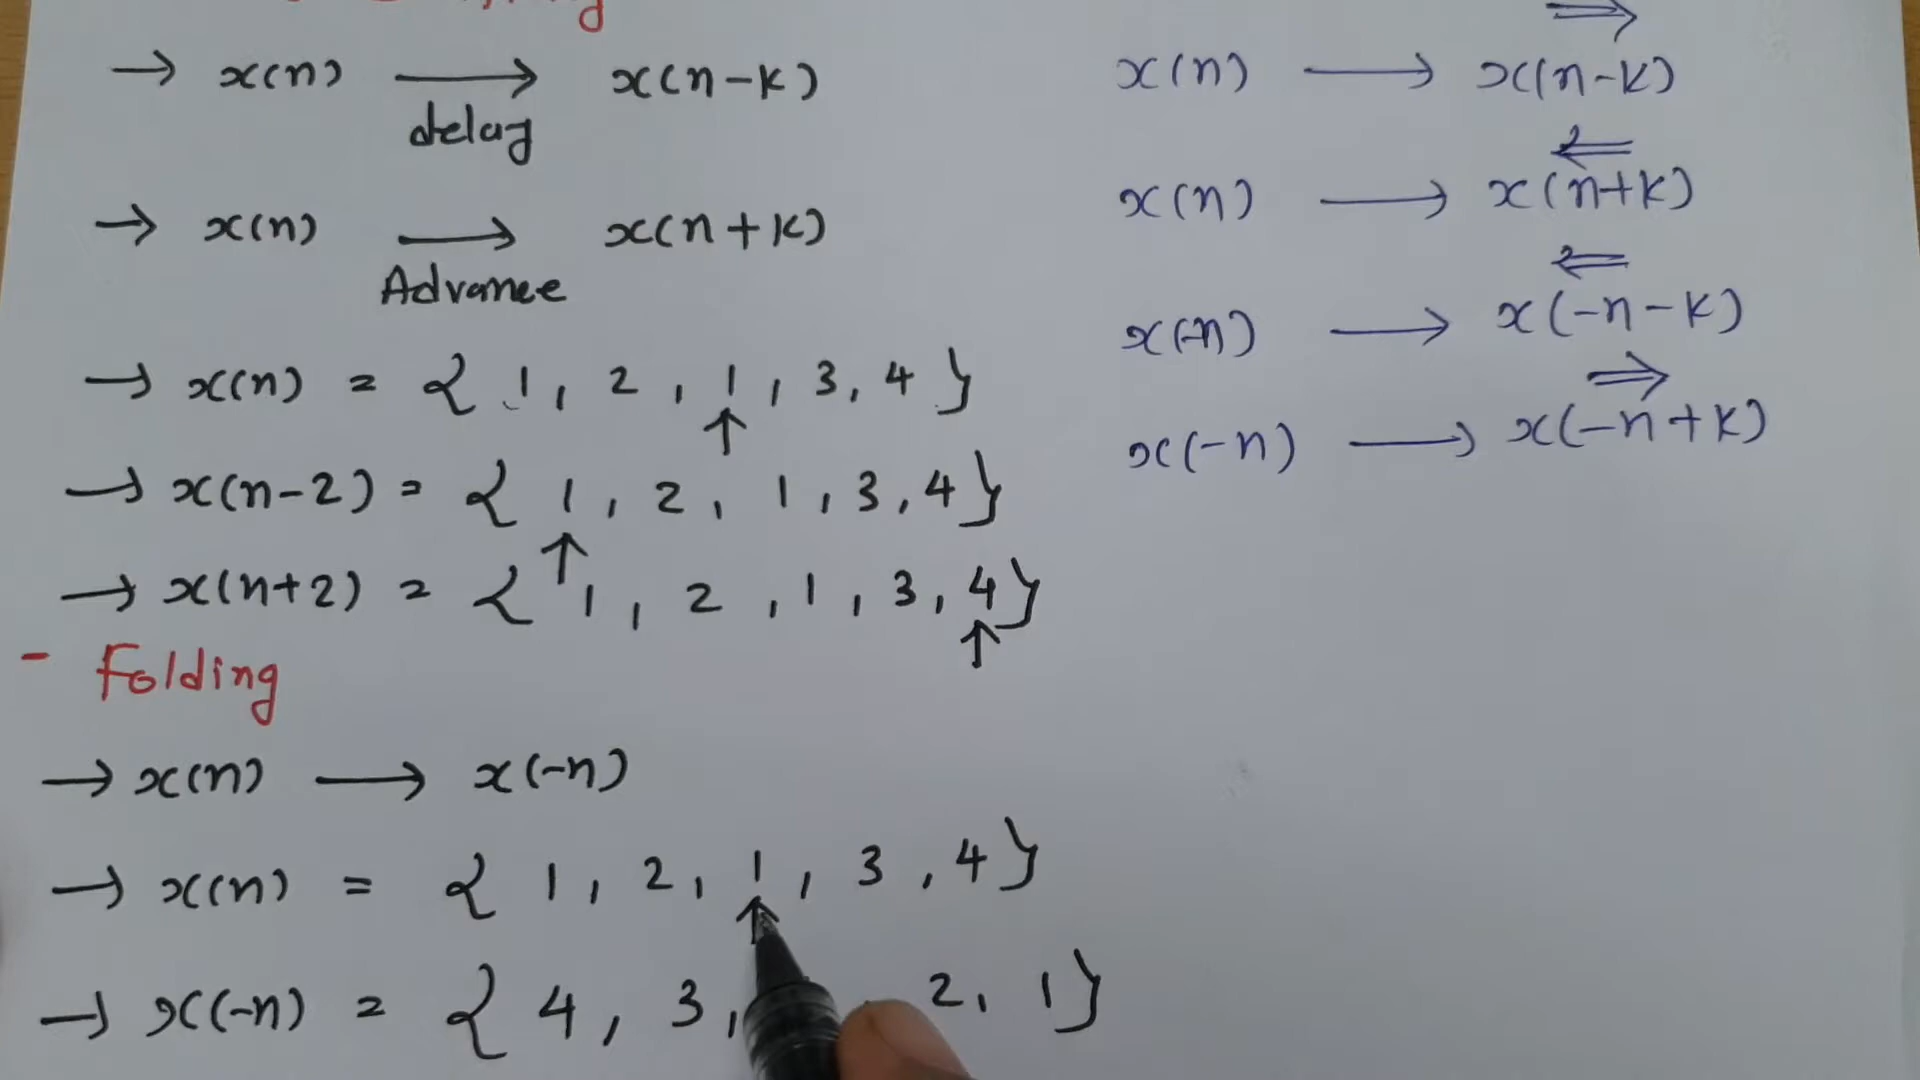 → x(n) → x(n-k)
delay
→ x(n) → x(n+k)
Advance
→ x(n) = { 1, 2, 1, 3, 4 }
↑
→ x(n-2) = { 1, 2, 1, 3, 4 }
↑
→ x(n+2) = { 1, 2, 1, 3, 4 }
↑
- Folding
→ x(n) → x(-n)
→ x(n) = { 1, 2, 1, 3, 4 }
↑
→ x(-n) = { 4, 3, 2, 1 }
⇒
x(n) → x(n-k)
⇐
x(n) → x(n+k)
⇐
x(-n) → x(-n-k)
⇒
x(-n) → x(-n+k)